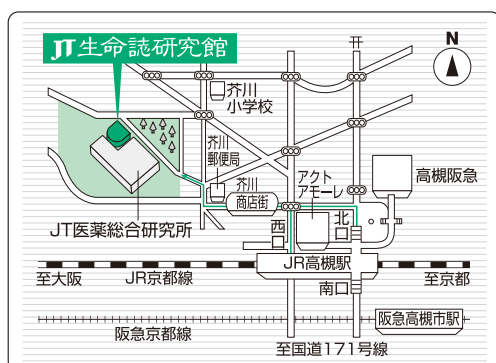 JT生命誌研究館
N
芥川
小学校
芥川
郵便局
アクト
アモーレ
高槻阪急
芥川
商店街
西
口
北
口
JT医薬総合研究所
JR高槻駅
至大阪
JR京都線
至京都
南口
阪急京都線
阪急高槻市駅
至国道171号線